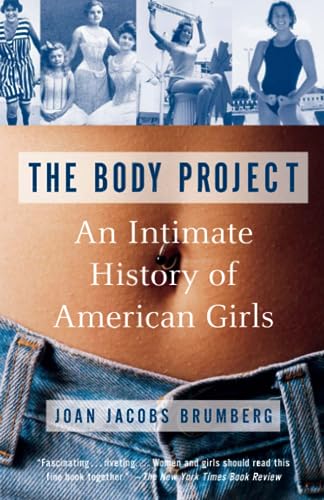 THE BODY PROJECT
An Intimate
History of
American Girls
JOAN JACOBS BRUMBERG
"Fascinating . . . riveting . . . Women and girls should read this
fine book together." —The New York Times Book Review